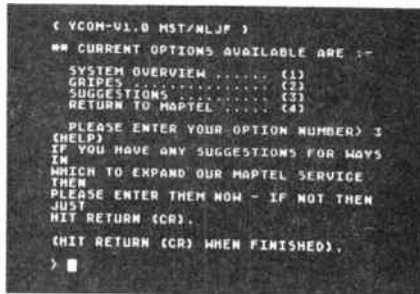 ( YCOM-V1.0 MST/NLJF )
** CURRENT OPTIONS AVAILABLE ARE :-
SYSTEM OVERVIEW ...... (1)
GRIPES ............... (2)
SUGGESTIONS .......... (3)
RETURN TO MAPTEL ..... (4)
PLEASE ENTER YOUR OPTION NUMBER> 3
(HELP)
IF YOU HAVE ANY SUGGESTIONS FOR WAYS
IN
WHICH TO EXPAND OUR MAPTEL SERVICE
THEN
PLEASE ENTER THEM NOW - IF NOT THEN
JUST
HIT RETURN (CR).
(HIT RETURN (CR) WHEN FINISHED).
>